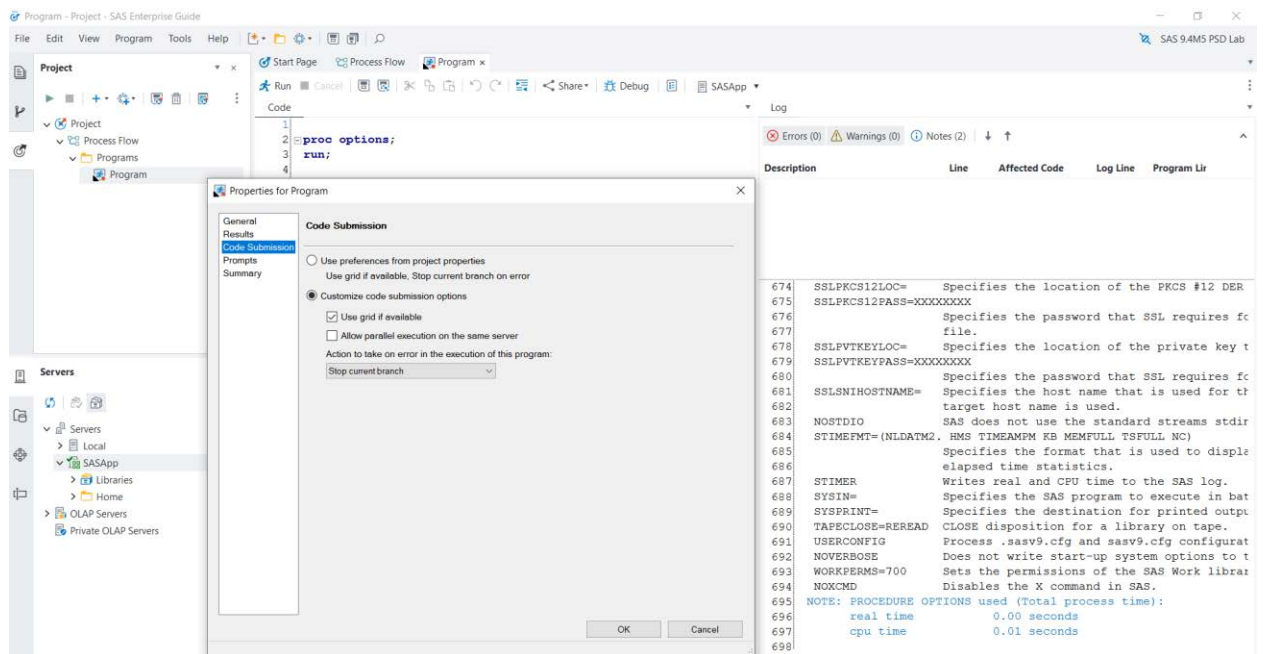 Program - Project - SAS Enterprise Guide
File Edit View Program Tools Help
SAS 9.4M5 PSD Lab
Project
Project
Process Flow
Programs
Program
Servers
Servers
Local
SASApp
Libraries
Home
OLAP Servers
Private OLAP Servers
Start Page Process Flow Program
Run Cancel Share Debug SASApp
Code
1
2 proc options;
3 run;
4
Properties for Program
General
Results
Code Submission
Prompts
Summary
Code Submission
Use preferences from project properties
Use grid if available, Stop current branch on error
Customize code submission options
Use grid if available
Allow parallel execution on the same server
Action to take on error in the execution of this program:
Stop current branch
OK Cancel
Log
Errors (0) Warnings (0) Notes (2)
Description Line Affected Code Log Line Program Lir
674 SSLPKCS12LOC= Specifies the location of the PKCS #12 DER
675 SSLPKCS12PASS=XXXXXXXX
676 Specifies the password that SSL requires fo
677 file.
678 SSLPVTKEYLOC= Specifies the location of the private key t
679 SSLPVTKEYPASS=XXXXXXXX
680 Specifies the password that SSL requires fo
681 SSLSNIHOSTNAME= Specifies the host name that is used for th
682 target host name is used.
683 NOSTDIO SAS does not use the standard streams stdin
684 STIMEFMT=(NLDATM2. HMS TIMEAMPM KB MEMFULL TSFULL NC)
685 Specifies the format that is used to displa
686 elapsed time statistics.
687 STIMER Writes real and CPU time to the SAS log.
688 SYSIN= Specifies the SAS program to execute in bat
689 SYSPRINT= Specifies the destination for printed outpu
690 TAPECLOSE=REREAD CLOSE disposition for a library on tape.
691 USERCONFIG Process .sasv9.cfg and sasv9.cfg configurat
692 NOVERBOSE Does not write start-up system options to t
693 WORKPERMS=700 Sets the permissions of the SAS Work librar
694 NOXCMD Disables the X command in SAS.
695 NOTE: PROCEDURE OPTIONS used (Total process time):
696 real time 0.00 seconds
697 cpu time 0.01 seconds
698